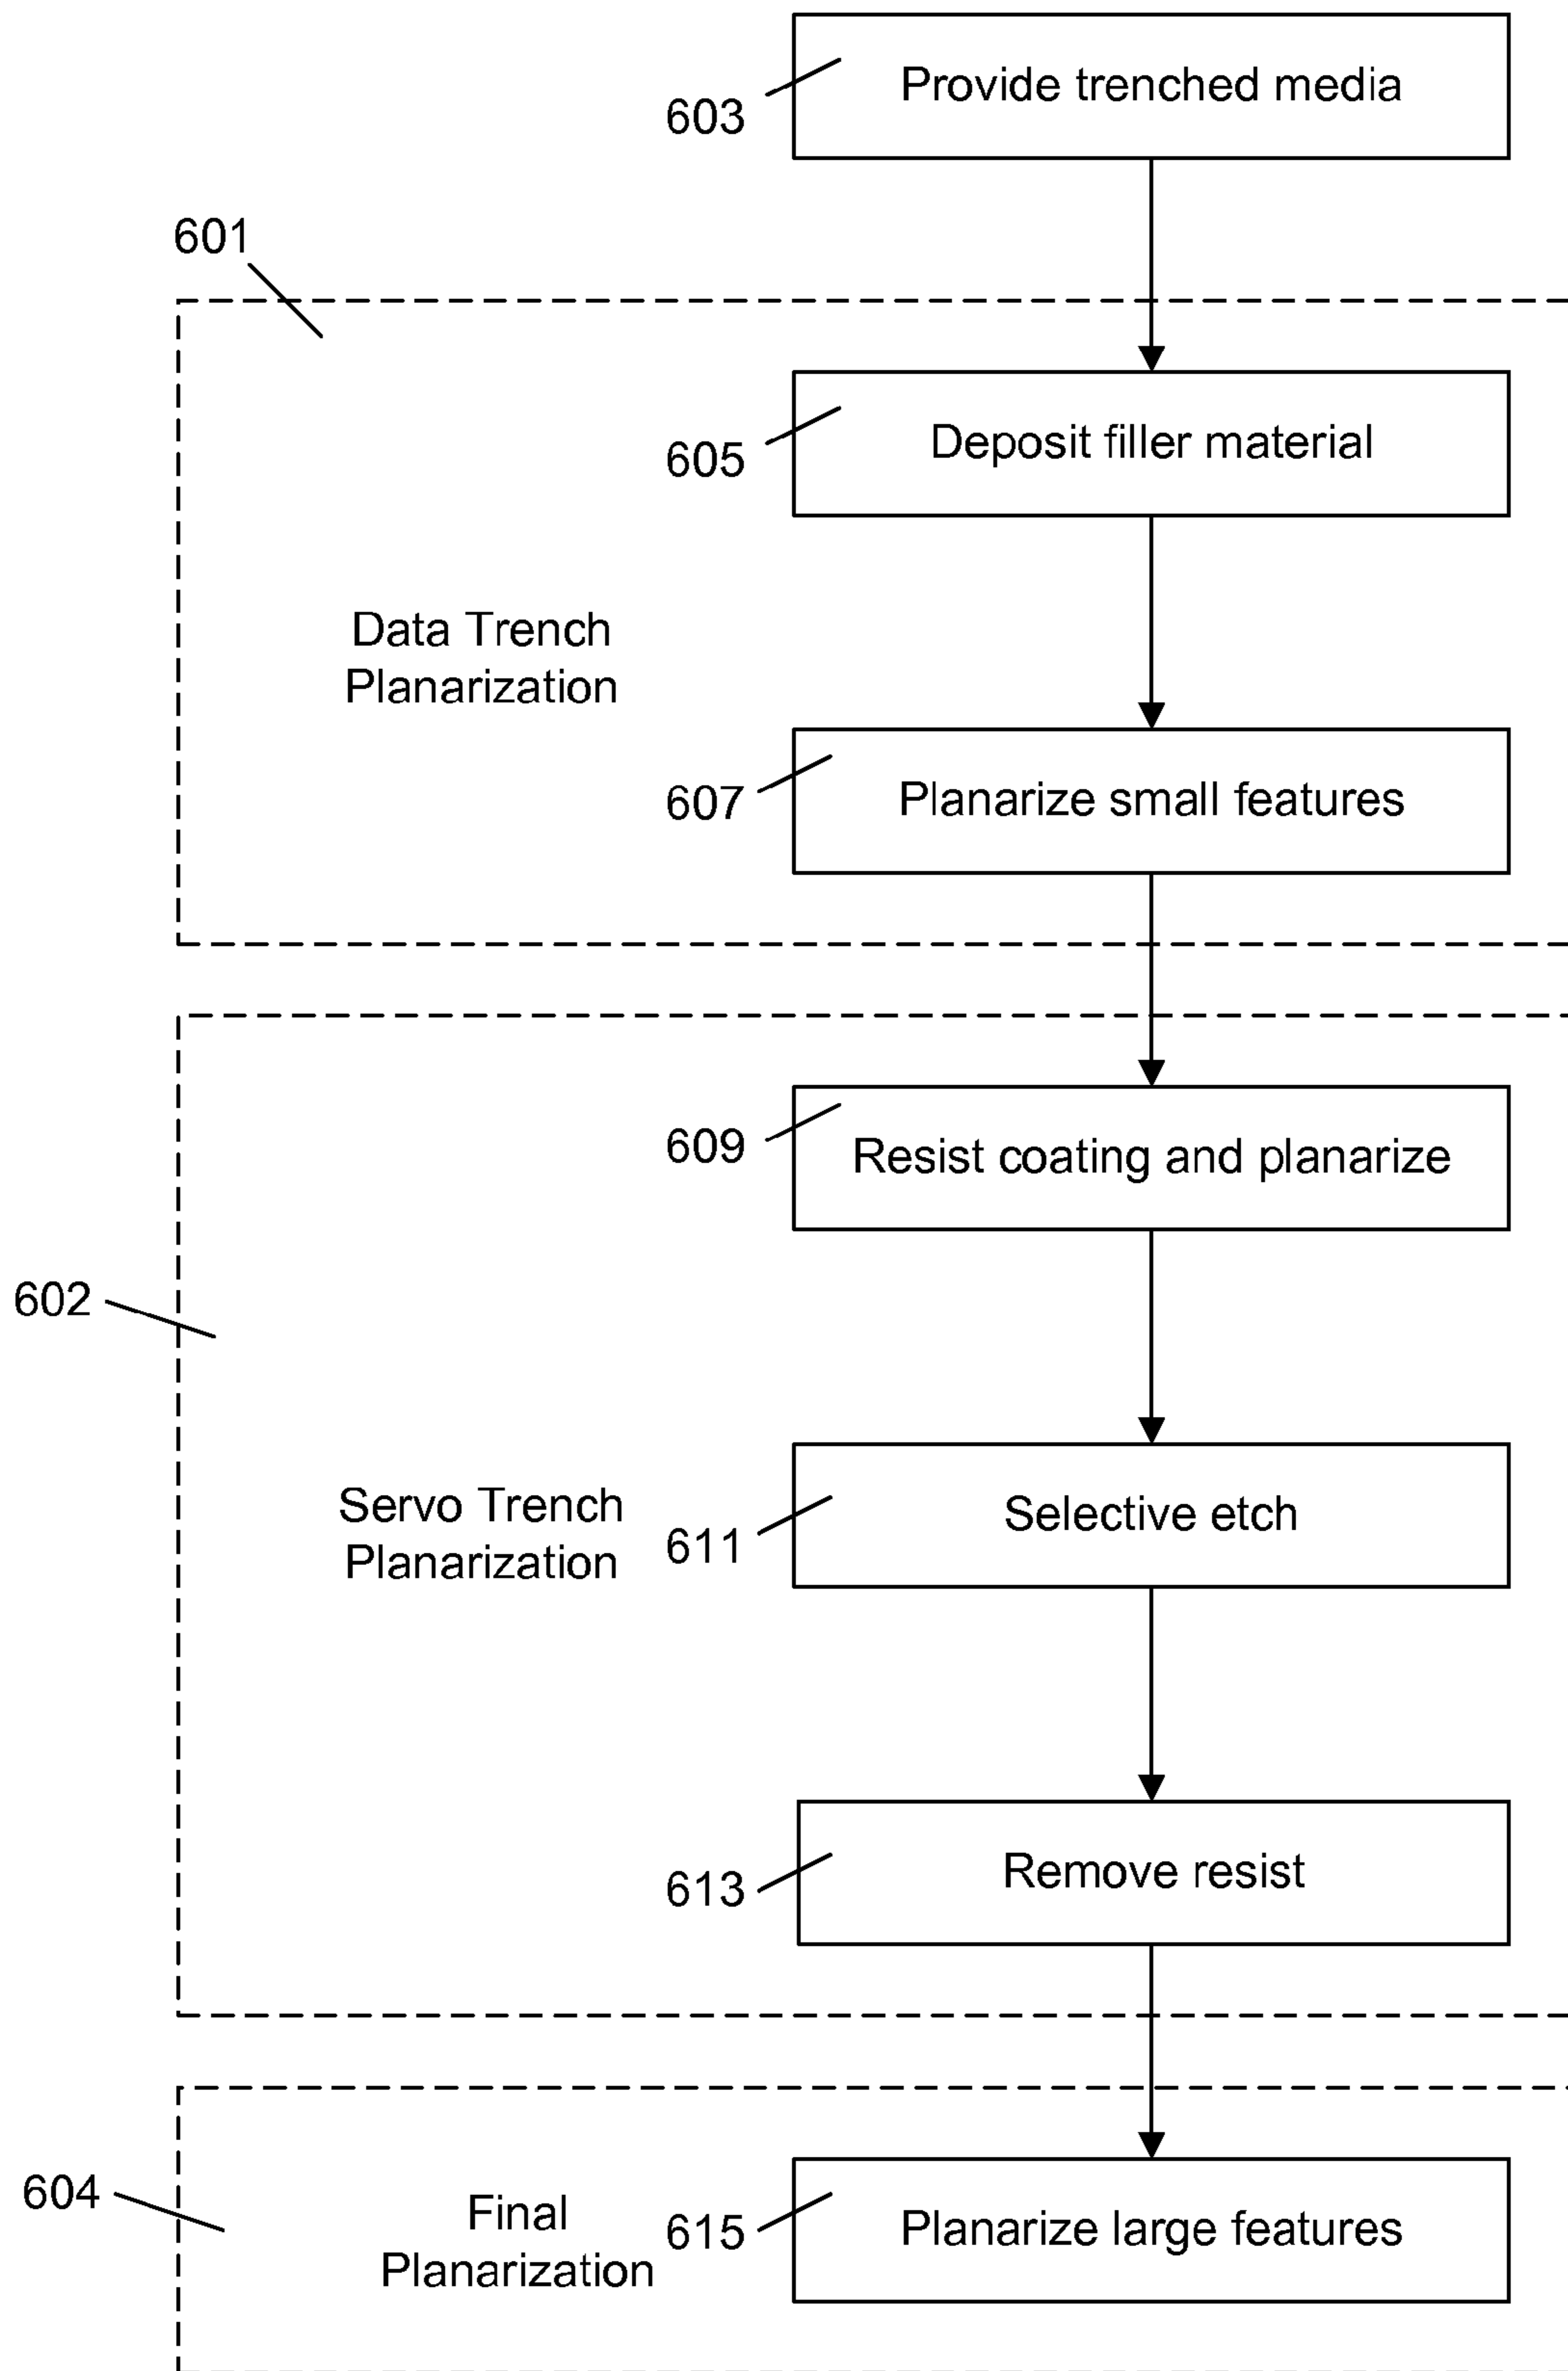 Provide trenched media
603
601
Deposit filler material
605
Data Trench
Planarization
Planarize small features
607
Resist coating and planarize
609
602
Servo Trench
Planarization
Selective etch
611
Remove resist
613
604
Final
Planarization
615
Planarize large features